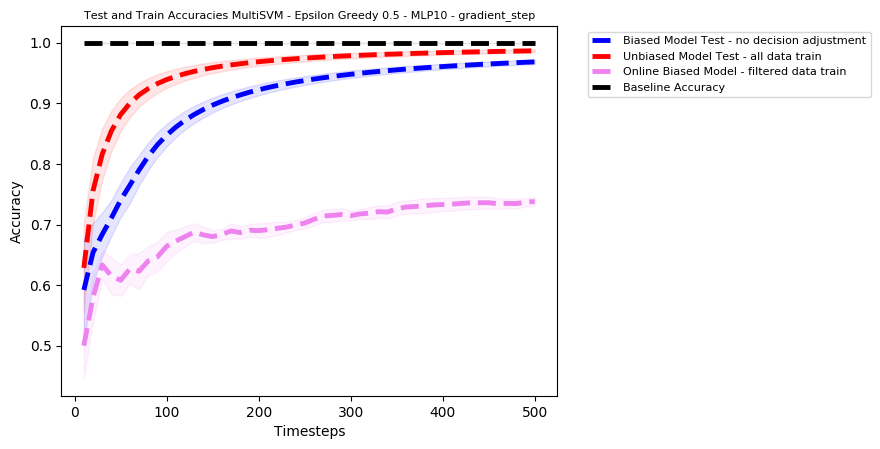 Test and Train Accuracies MultiSVM - Epsilon Greedy 0.5 - MLP10 - gradient_step
1.0
0.9
0.8
0.7
0.6
0.5
Accuracy
0
100
200
300
400
500
Timesteps
Biased Model Test - no decision adjustment
Unbiased Model Test - all data train
Online Biased Model - filtered data train
Baseline Accuracy